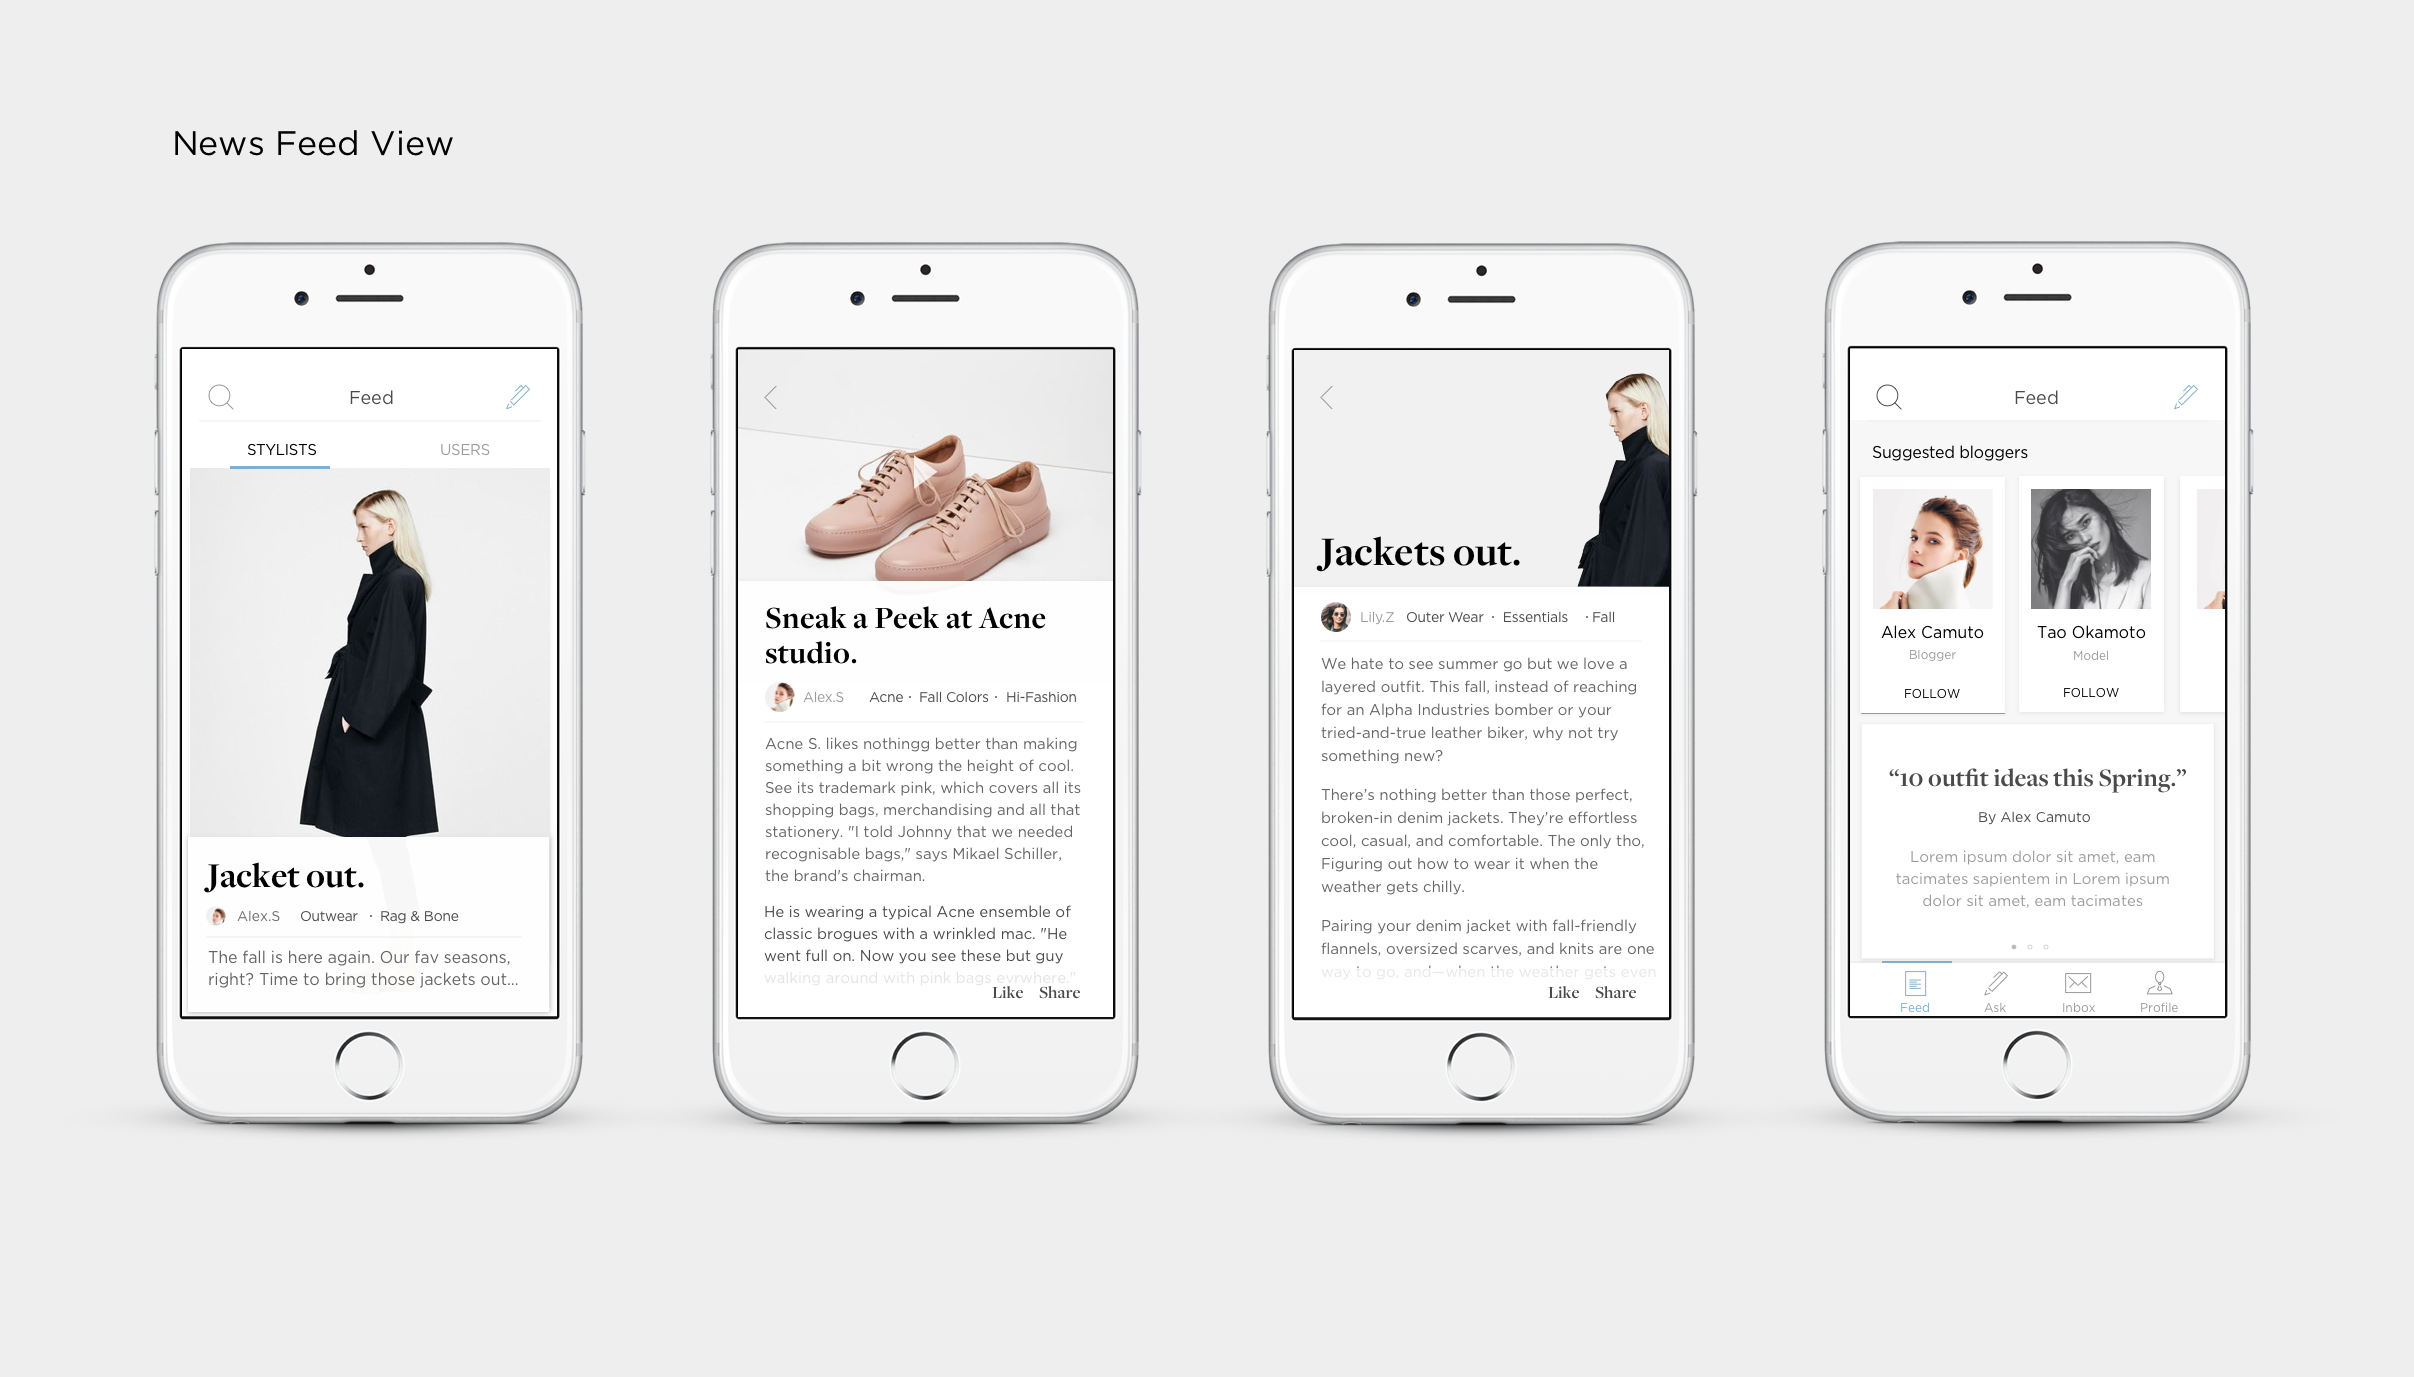 News Feed View
Feed
STYLISTS USERS
Jacket out.
Alex.S Outwear · Rag & Bone
The fall is here again. Our fav seasons,
right? Time to bring those jackets out...
Sneak a Peek at Acne
studio.
Alex.S Acne · Fall Colors · Hi-Fashion
Acne S. likes nothingg better than making
something a bit wrong the height of cool.
See its trademark pink, which covers all its
shopping bags, merchandising and all that
stationery. "I told Johnny that we needed
recognisable bags," says Mikael Schiller,
the brand's chairman.
He is wearing a typical Acne ensemble of
classic brogues with a wrinkled mac. "He
went full on. Now you see these but guy
walking around with pink bags evrwhere."
Like Share
Jackets out.
Lily.Z Outer Wear · Essentials · Fall
We hate to see summer go but we love a
layered outfit. This fall, instead of reaching
for an Alpha Industries bomber or your
tried-and-true leather biker, why not try
something new?
There's nothing better than those perfect,
broken-in denim jackets. They're effortless
cool, casual, and comfortable. The only tho,
Figuring out how to wear it when the
weather gets chilly.
Pairing your denim jacket with fall-friendly
flannels, oversized scarves, and knits are one
way to go, and—when the weather gets even
Like Share
Feed
Suggested bloggers
Alex Camuto
Blogger
FOLLOW
Tao Okamoto
Model
FOLLOW
“10 outfit ideas this Spring.”
By Alex Camuto
Lorem ipsum dolor sit amet, eam
tacimates sapientem in Lorem ipsum
dolor sit amet, eam tacimates
Feed Ask Inbox Profile